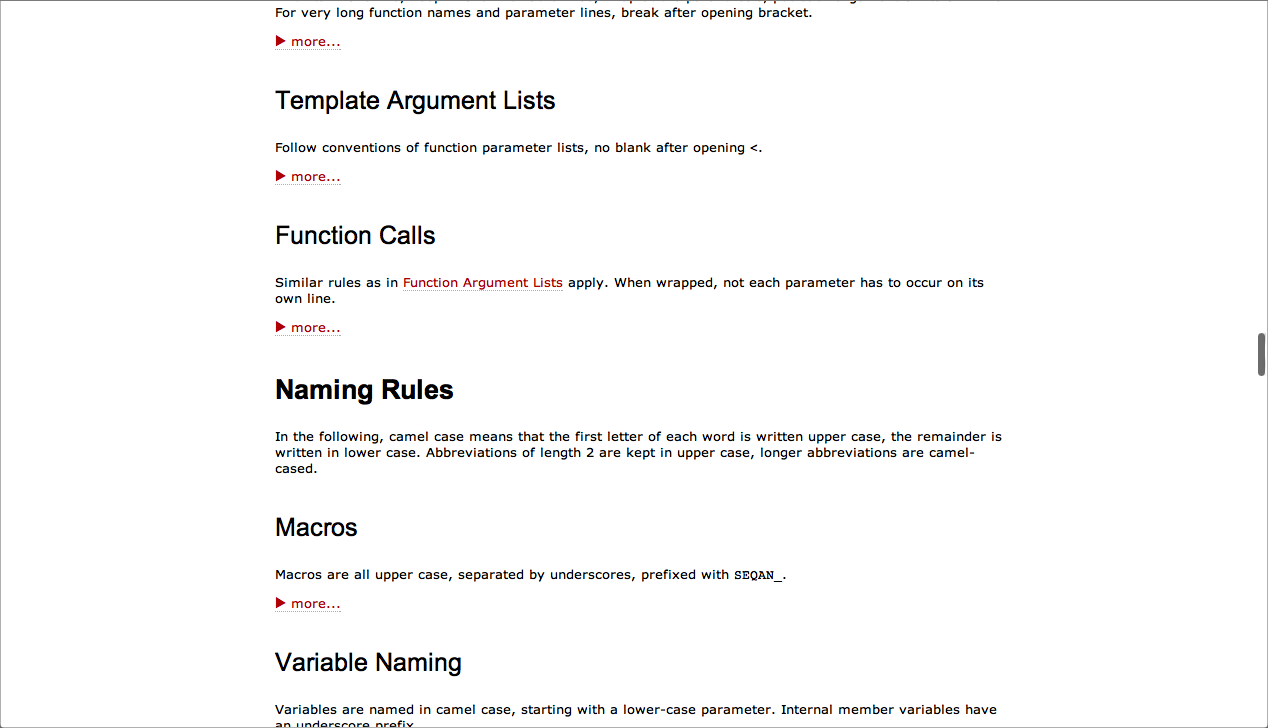 For very long function names and parameter lines, break after opening bracket.
▶ more...
Template Argument Lists
Follow conventions of function parameter lists, no blank after opening <.
▶ more...
Function Calls
Similar rules as in Function Argument Lists apply. When wrapped, not each parameter has to occur on its
own line.
▶ more...
Naming Rules
In the following, camel case means that the first letter of each word is written upper case, the remainder is
written in lower case. Abbreviations of length 2 are kept in upper case, longer abbreviations are camel-
cased.
Macros
Macros are all upper case, separated by underscores, prefixed with SEQAN_.
▶ more...
Variable Naming
Variables are named in camel case, starting with a lower-case parameter. Internal member variables have
an underscore prefix